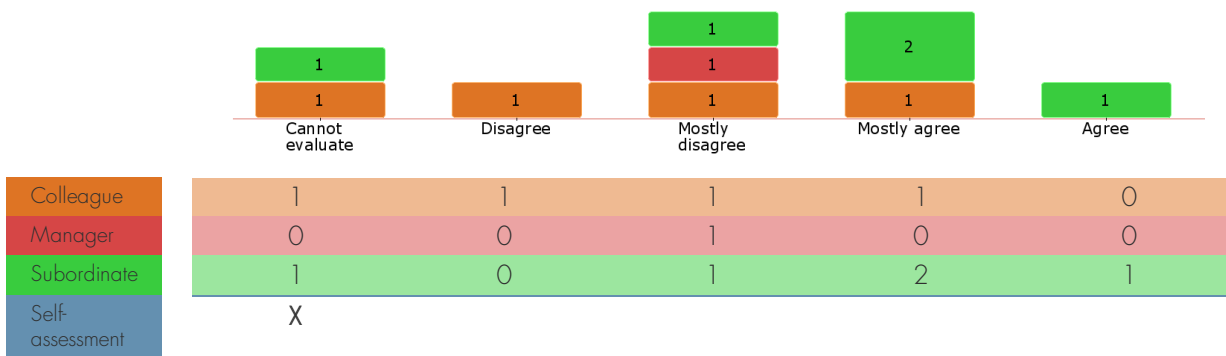 1 2
1 1
1 1 1 1 1
Cannot evaluate Disagree Mostly disagree Mostly agree Agree
Colleague 1 1 1 1 0
Manager 0 0 1 0 0
Subordinate 1 0 1 2 1
Self-assessment X